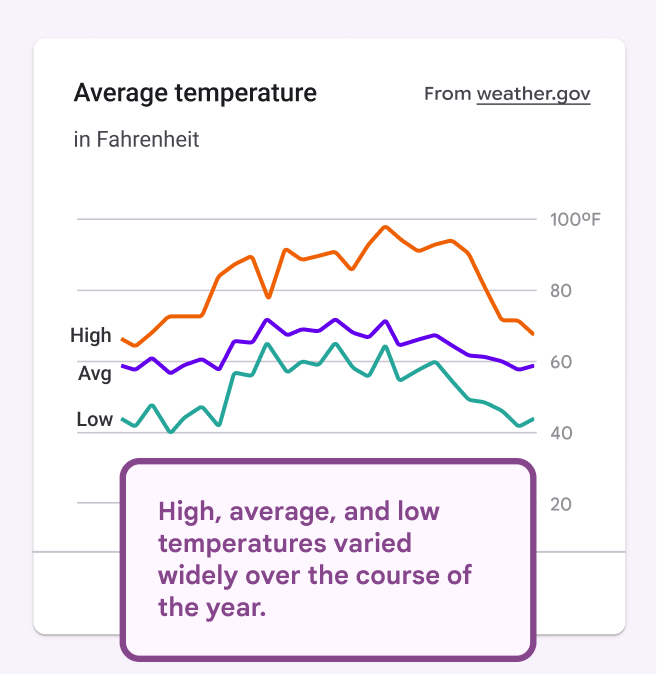 Average temperature
From weather.gov
in Fahrenheit
100°F
80
High
60
Avg
Low
40
20
High, average, and low
temperatures varied
widely over the course of
the year.